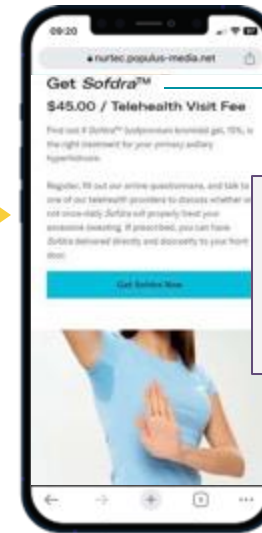 09:20
nurtec.populus-media.net
Get Sofdra™
$45.00 / Telehealth Visit Fee
Find out if Sofdra™ (sofpironium bromide) gel, 12%, is
the right treatment for your primary axillary
hyperhidrosis.
Register, fill out our online questionnaire, and talk to
one of our telehealth providers to discuss whether or
not once-daily Sofdra will properly treat your
excessive sweating. If prescribed, you can have
Sofdra delivered directly and discreetly to your front
door.
Get Sofdra Now